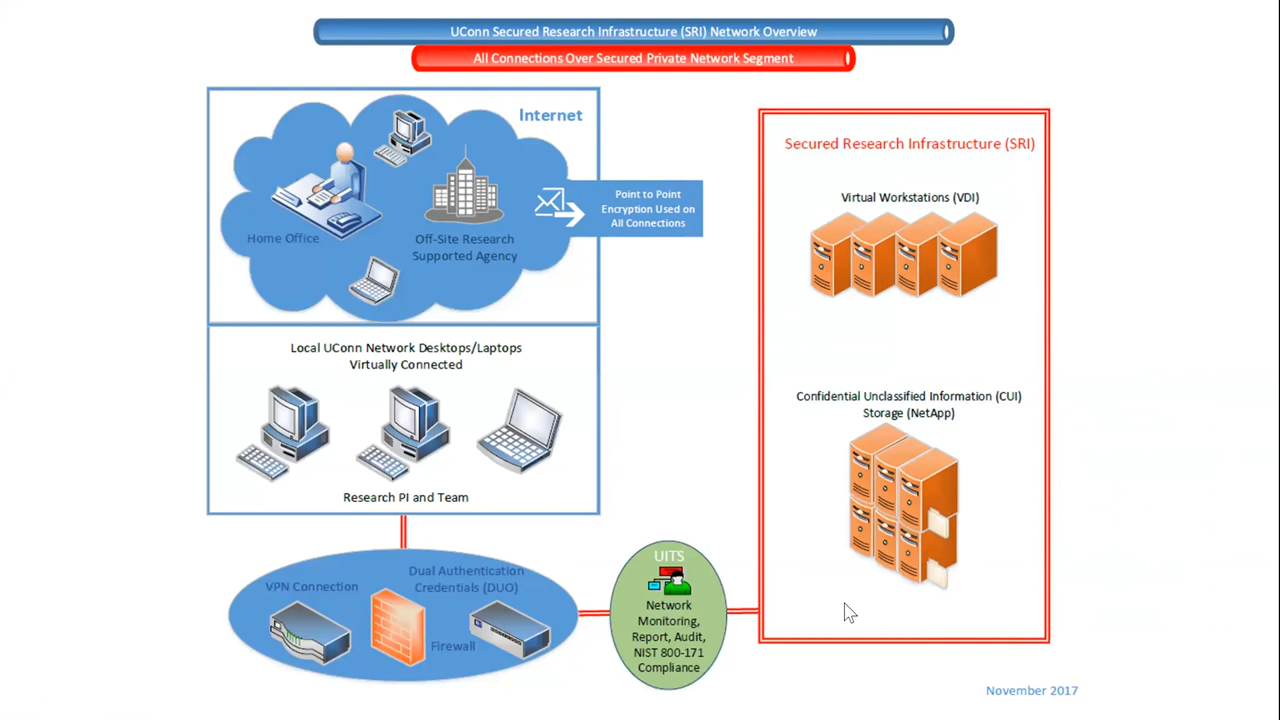 UConn Secured Research Infrastructure (SRI) Network Overview
All Connections Over Secured Private Network Segment
Internet
Home Office
Off-Site Research
Supported Agency
Point to Point
Encryption Used on
All Connections
Local UConn Network Desktops/Laptops
Virtually Connected
Research PI and Team
VPN Connection
Dual Authentication
Credentials (DUO)
Firewall
UITS
Network
Monitoring,
Report, Audit,
NIST 800-171
Compliance
Secured Research Infrastructure (SRI)
Virtual Workstations (VDI)
Confidential Unclassified Information (CUI)
Storage (NetApp)
November 2017